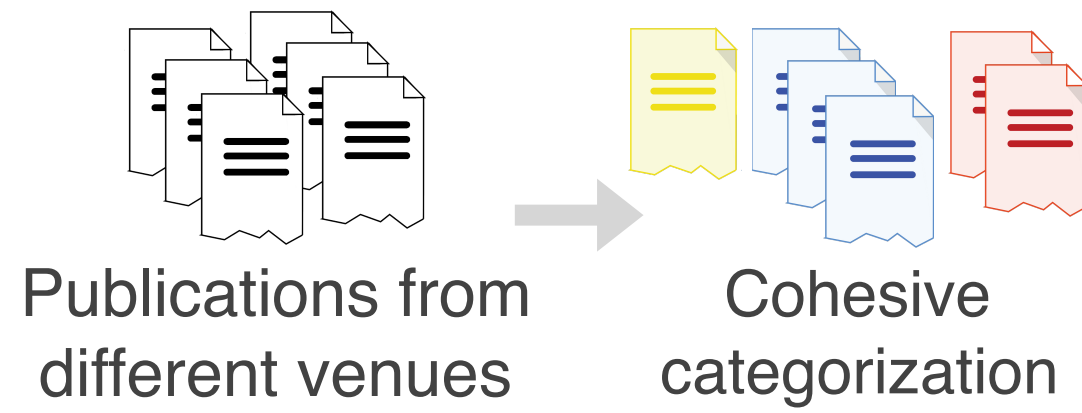 Publications from
different venues
Cohesive
categorization